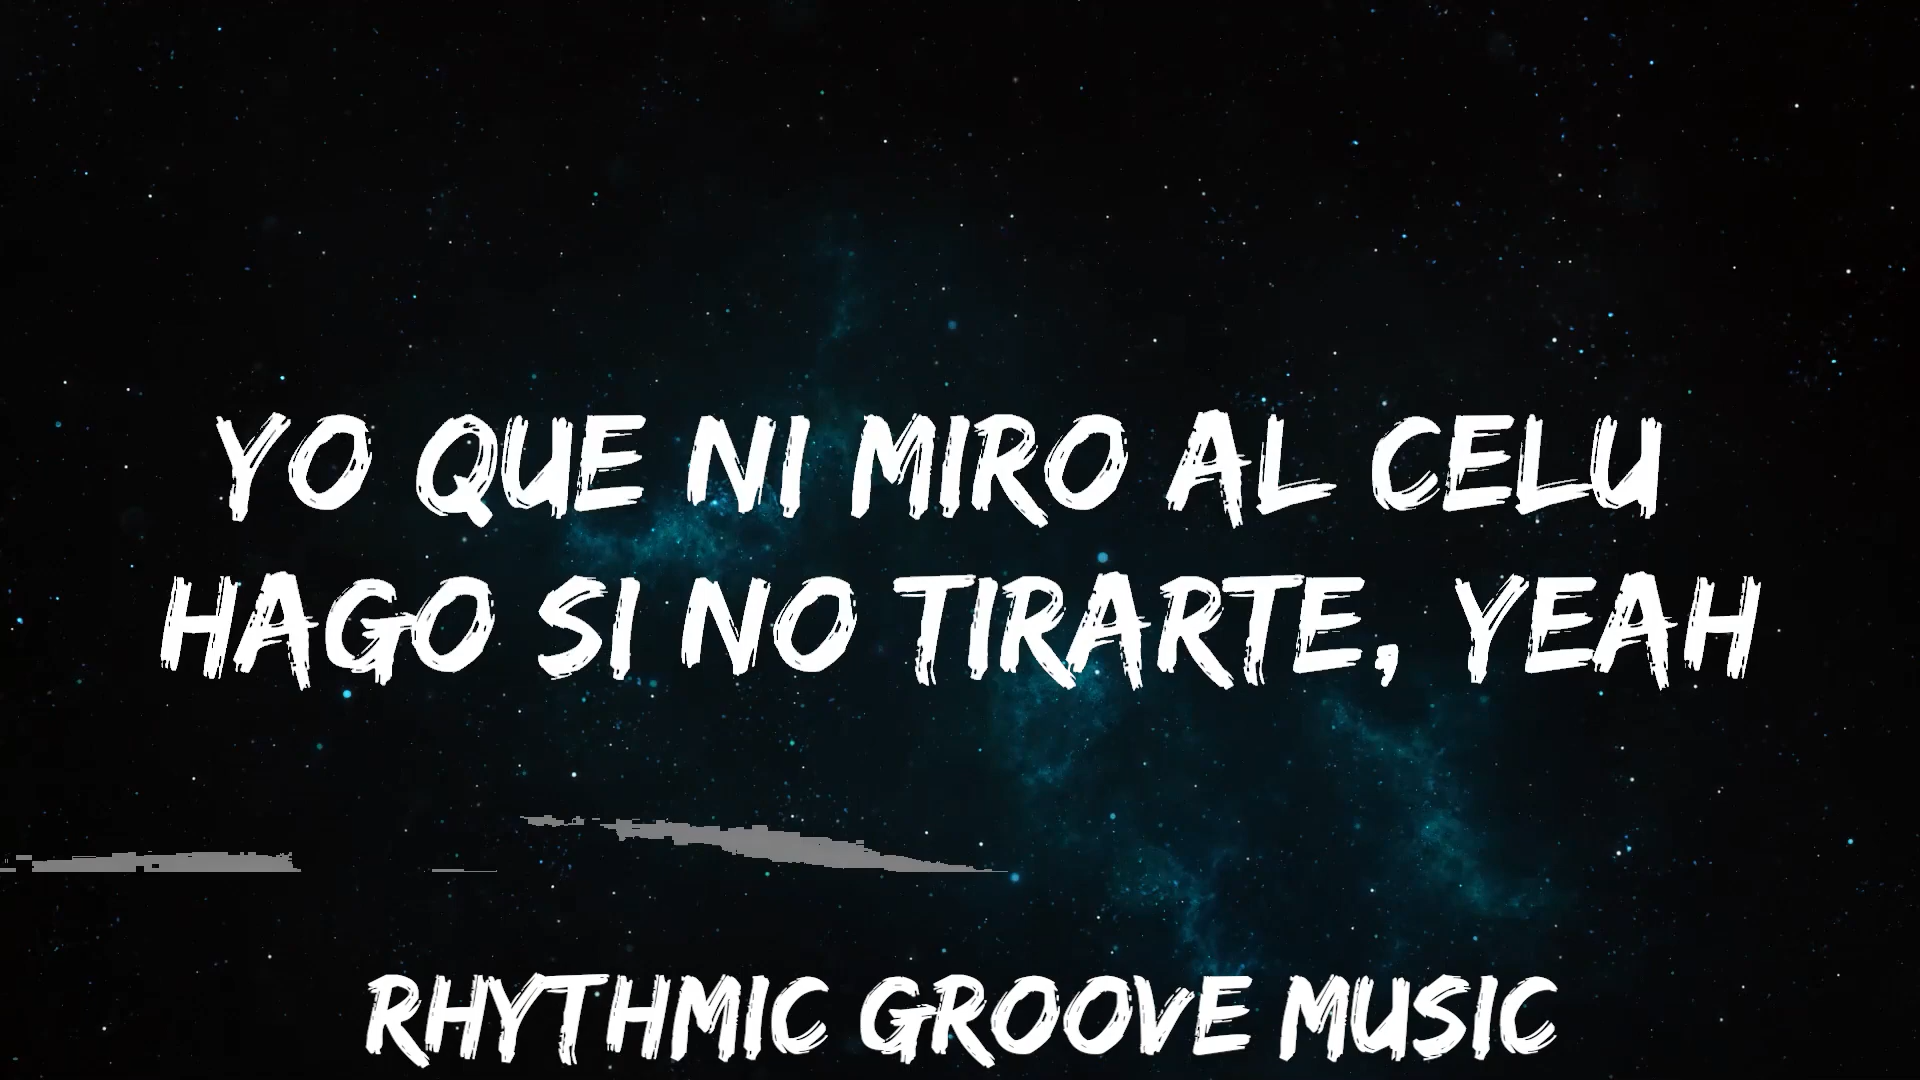 YO QUE NI MIRO AL CELU
HAGO SI NO TIRARTE, YEAH
RHYTHMIC GROOVE MUSIC